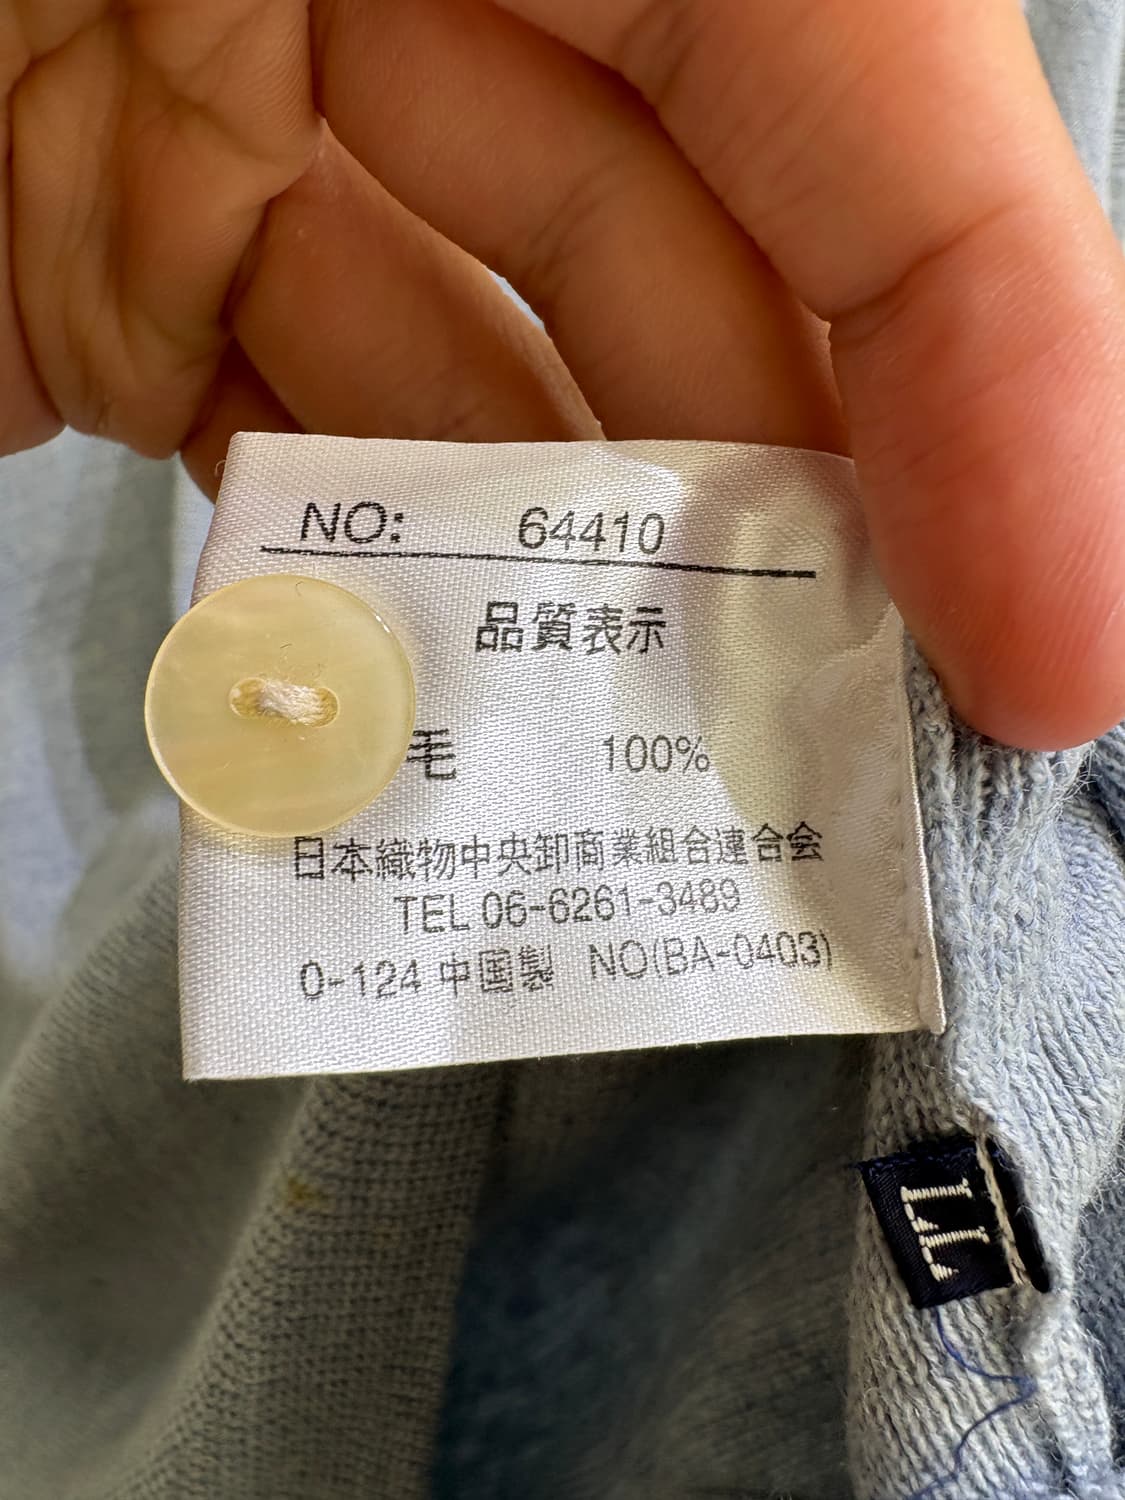 NO: 64410
品質表示
毛 100%
日本織物中央卸商業組合連合会
TEL 06-6261-3489
0-124 中国製 NO(BA-0403)
LL